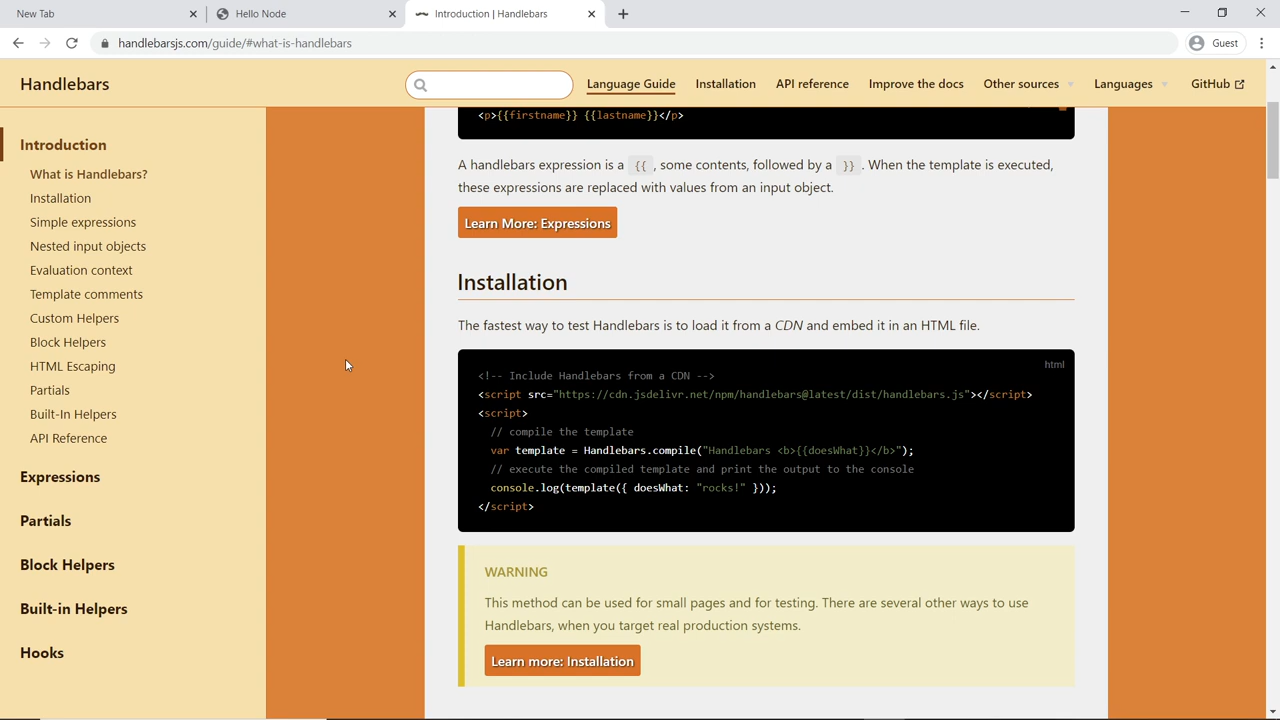 New Tab
Hello Node
Introduction | Handlebars
handlebarsjs.com/guide/#what-is-handlebars
Guest
Handlebars
Language Guide
Installation
API reference
Improve the docs
Other sources
Languages
GitHub
Introduction
What is Handlebars?
Installation
Simple expressions
Nested input objects
Evaluation context
Template comments
Custom Helpers
Block Helpers
HTML Escaping
Partials
Built-In Helpers
API Reference
Expressions
Partials
Block Helpers
Built-in Helpers
Hooks
<p>{{firstname}} {{lastname}}</p>
A handlebars expression is a {{, some contents, followed by a }}. When the template is executed,
these expressions are replaced with values from an input object.
Learn More: Expressions
Installation
The fastest way to test Handlebars is to load it from a CDN and embed it in an HTML file.
html
<!-- Include Handlebars from a CDN -->
<script src="https://cdn.jsdelivr.net/npm/handlebars@latest/dist/handlebars.js"></script>
<script>
// compile the template
var template = Handlebars.compile("Handlebars <b>{{doesWhat}}</b>");
// execute the compiled template and print the output to the console
console.log(template({ doesWhat: "rocks!" }));
</script>
WARNING
This method can be used for small pages and for testing. There are several other ways to use
Handlebars, when you target real production systems.
Learn more: Installation